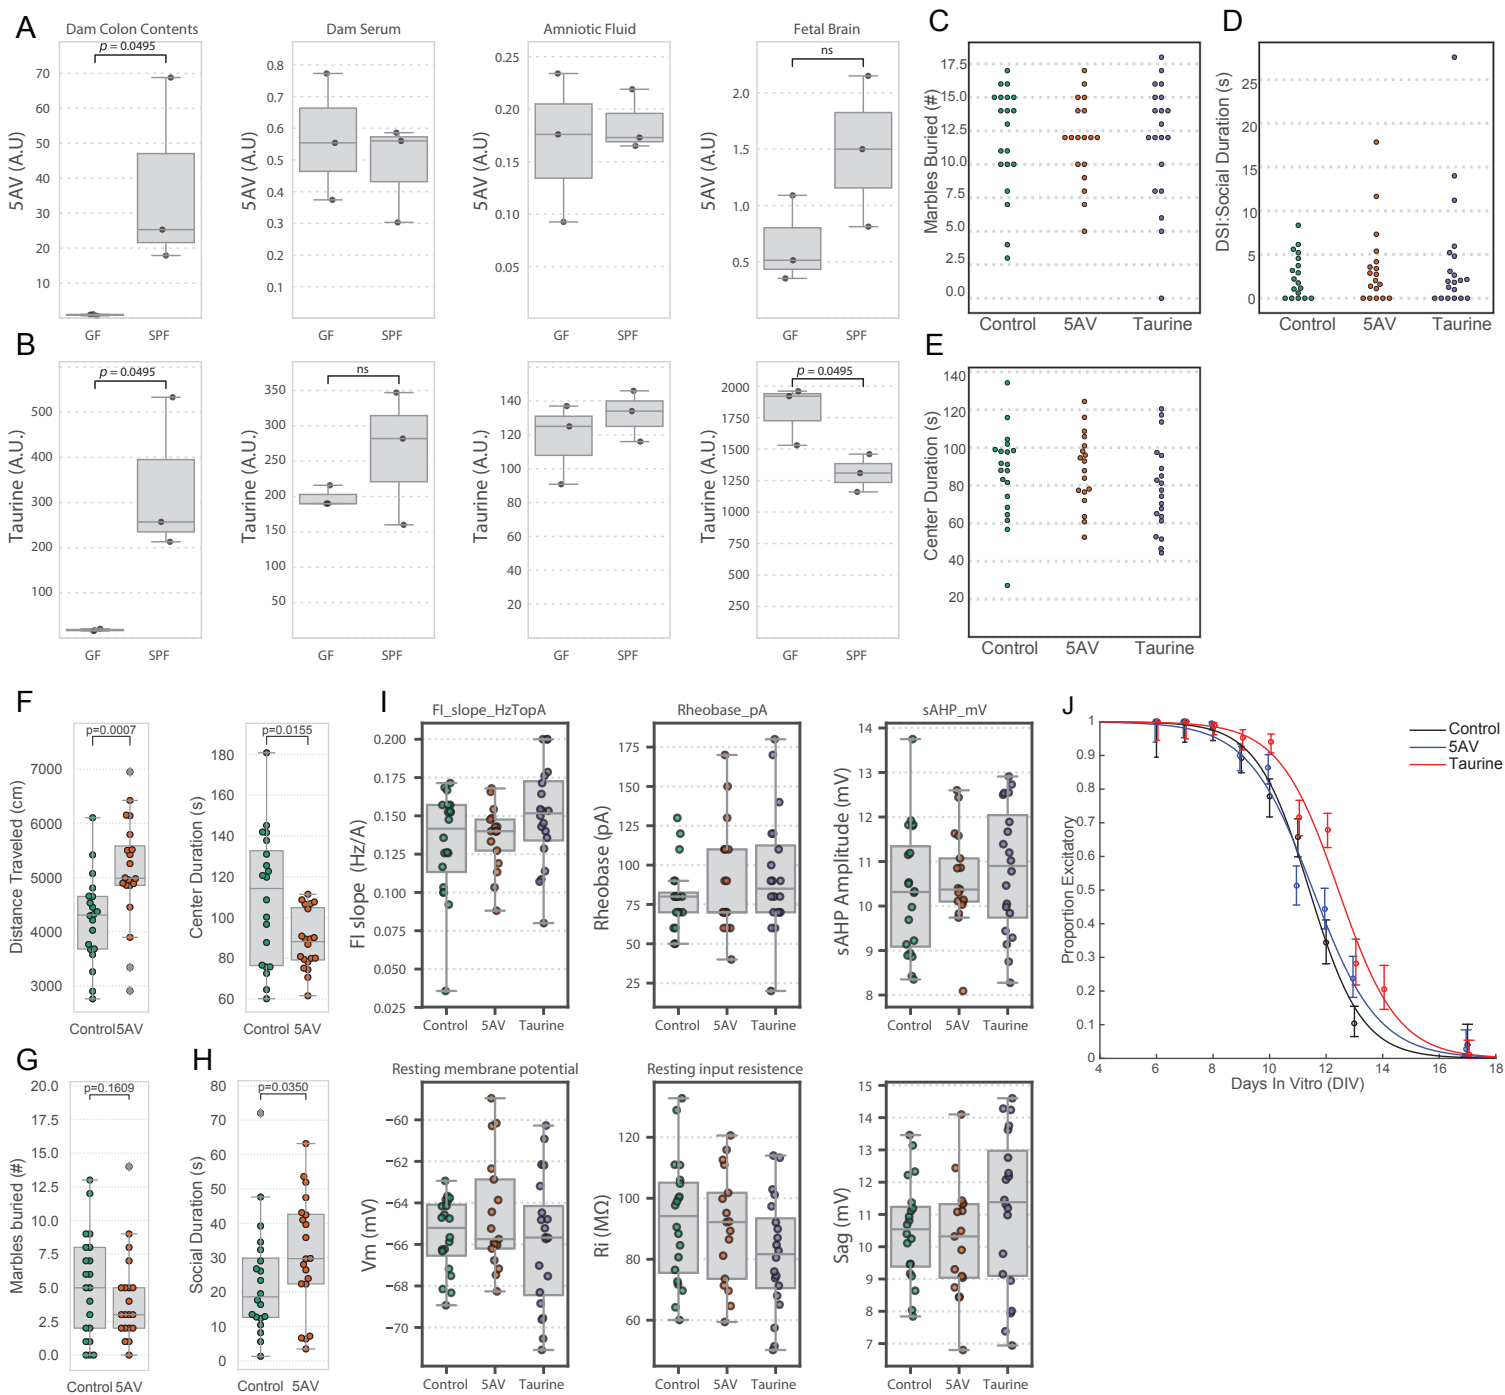 A
Dam Colon Contents
Dam Serum
Amniotic Fluid
Fetal Brain
5AV (A.U)
p = 0.0495
70
60
50
40
30
20
10
GF
SPF
5AV (A.U)
0.8
0.7
0.6
0.5
0.4
0.3
0.2
0.1
GF
SPF
5AV (A.U)
0.25
0.20
0.15
0.10
0.05
GF
SPF
5AV (A.U)
ns
2.0
1.5
1.0
0.5
GF
SPF
B
Taurine (A.U.)
p = 0.0495
500
400
300
200
100
GF
SPF
Taurine (A.U.)
ns
350
300
250
200
150
100
50
GF
SPF
Taurine (A.U.)
140
120
100
80
60
40
20
GF
SPF
Taurine (A.U.)
p = 0.0495
2000
1750
1500
1250
1000
750
500
250
GF
SPF
C
Marbles Buried (#)
17.5
15.0
12.5
10.0
7.5
5.0
2.5
0.0
Control
5AV
Taurine
D
DSI:Social Duration (s)
25
20
15
10
5
0
Control
5AV
Taurine
E
Center Duration (s)
140
120
100
80
60
40
20
Control
5AV
Taurine
F
Distance Traveled (cm)
p=0.0007
7000
6000
5000
4000
3000
Control
5AV
Center Duration (s)
p=0.0155
180
160
140
120
100
80
60
Control
5AV
G
Marbles buried (#)
p=0.1609
20.0
17.5
15.0
12.5
10.0
7.5
5.0
2.5
0.0
Control
5AV
H
Social Duration (s)
p=0.0350
80
70
60
50
40
30
20
10
0
Control
5AV
I
FI_slope_HzTopA
FI slope (Hz/A)
0.200
0.175
0.150
0.125
0.100
0.075
0.050
0.025
Control
5AV
Taurine
Rheobase_pA
Rheobase (pA)
175
150
125
100
75
50
25
Control
5AV
Taurine
sAHP_mV
sAHP Amplitude (mV)
14
13
12
11
10
9
8
Control
5AV
Taurine
Resting membrane potential
Vm (mV)
−60
−62
−64
−66
−68
−70
Control
5AV
Taurine
Resting input resistence
Ri (MΩ)
120
100
80
60
Control
5AV
Taurine
Sag (mV)
15
14
13
12
11
10
9
8
7
Control
5AV
Taurine
J
Proportion Excitatory
1
0.9
0.8
0.7
0.6
0.5
0.4
0.3
0.2
0.1
0
4
6
8
10
12
14
16
18
Days In Vitro (DIV)
Control
5AV
Taurine